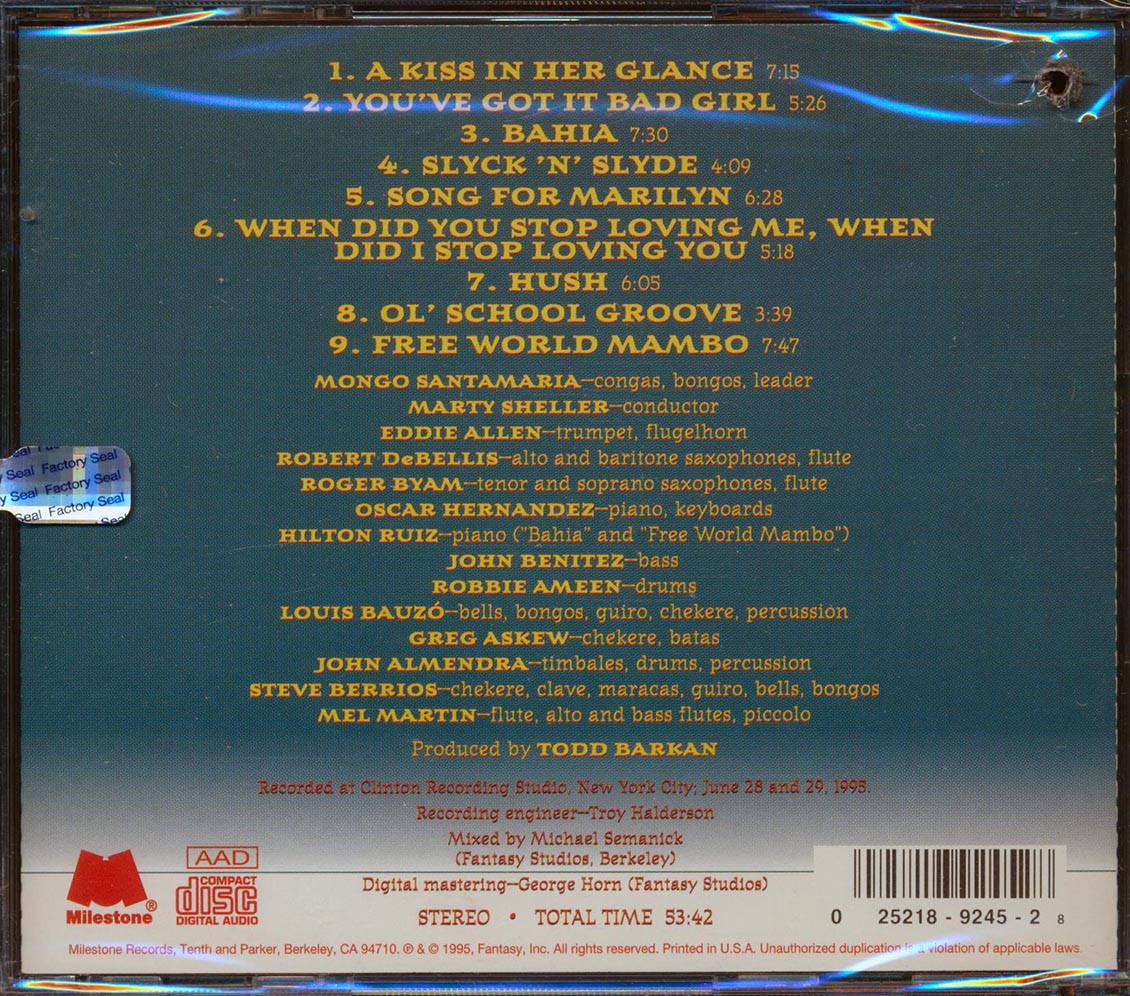 1. A KISS IN HER GLANCE 7:15
2. YOU'VE GOT IT BAD GIRL 5:26
3. BAHIA 7:30
4. SLYCK 'N' SLYDE 4:09
5. SONG FOR MARILYN 6:28
6. WHEN DID YOU STOP LOVING ME, WHEN
DID I STOP LOVING YOU 5:18
7. HUSH 6:05
8. OL' SCHOOL GROOVE 3:39
9. FREE WORLD MAMBO 7:47
MONGO SANTAMARIA—congas, bongos, leader
MARTY SHELLER—conductor
EDDIE ALLEN—trumpet, flugelhorn
ROBERT DeBELLIS—alto and baritone saxophones, flute
ROGER BYAM—tenor and soprano saxophones, flute
OSCAR HERNANDEZ—piano, keyboards
HILTON RUIZ—piano ("Bahia" and "Free World Mambo")
JOHN BENITEZ—bass
ROBBIE AMEEN—drums
LOUIS BAUZÓ—bells, bongos, guiro, chekere, percussion
GREG ASKEW—chekere, batas
JOHN ALMENDRA—timbales, drums, percussion
STEVE BERRIOS—chekere, clave, maracas, guiro, bells, bongos
MEL MARTIN—flute, alto and bass flutes, piccolo
Produced by TODD BARKAN
Recorded at Clinton Recording Studio, New York City; June 28 and 29, 1995.
Recording engineer—Troy Halderson
Mixed by Michael Semanick
(Fantasy Studios, Berkeley)
Digital mastering—George Horn (Fantasy Studios)
STEREO • TOTAL TIME 53:42
Factory Seal
Seal Factory Seal
Seal Factory Seal
Seal Factory Seal
Milestone®
AAD
COMPACT
disc
DIGITAL AUDIO
0 25218-9245-2 8
Milestone Records, Tenth and Parker, Berkeley, CA 94710. ℗ & © 1995, Fantasy, Inc. All rights reserved. Printed in U.S.A. Unauthorized duplication is a violation of applicable laws.